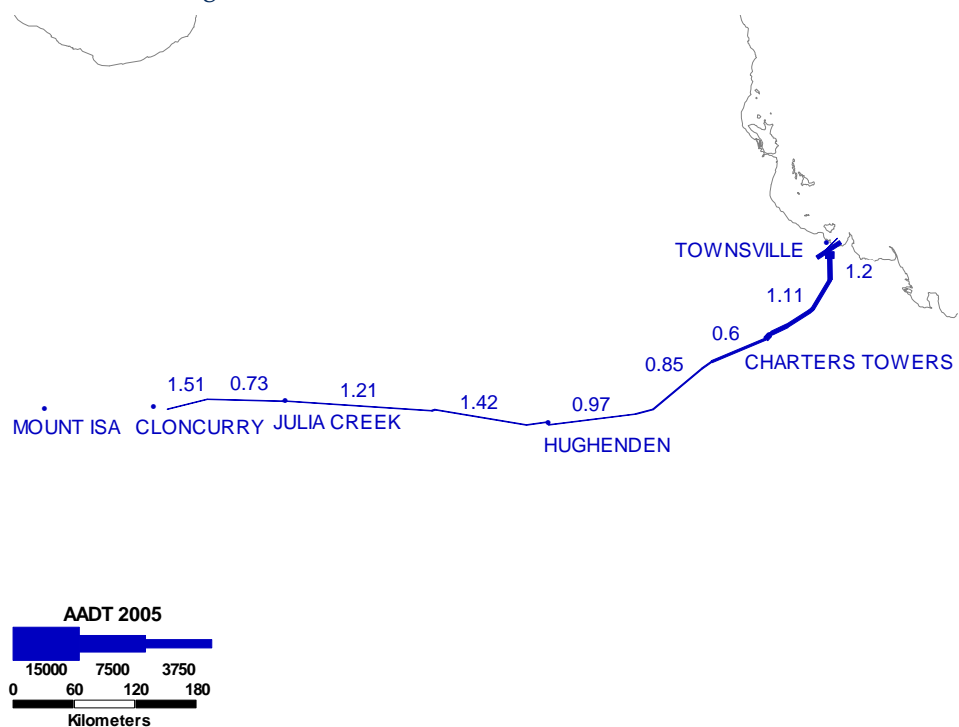 TOWNSVILLE
1.2
1.11
0.6
CHARTERS TOWERS
0.85
1.51
0.73
1.21
1.42
0.97
MOUNT ISA
CLONCURRY
JULIA CREEK
HUGHENDEN
AADT 2005
15000 7500 3750
0 60 120 180
Kilometers